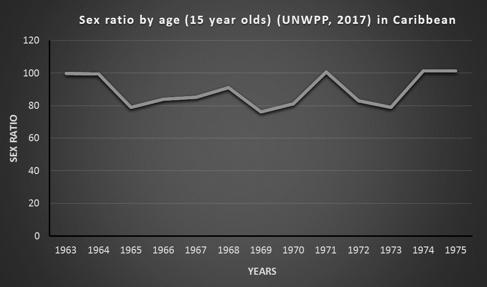 Sex ratio by age (15 year olds) (UNWPP, 2017) in Caribbean
120
100
80
60
40
20
0
SEX RATIO
1963 1964 1965 1966 1967 1968 1969 1970 1971 1972 1973 1974 1975
YEARS